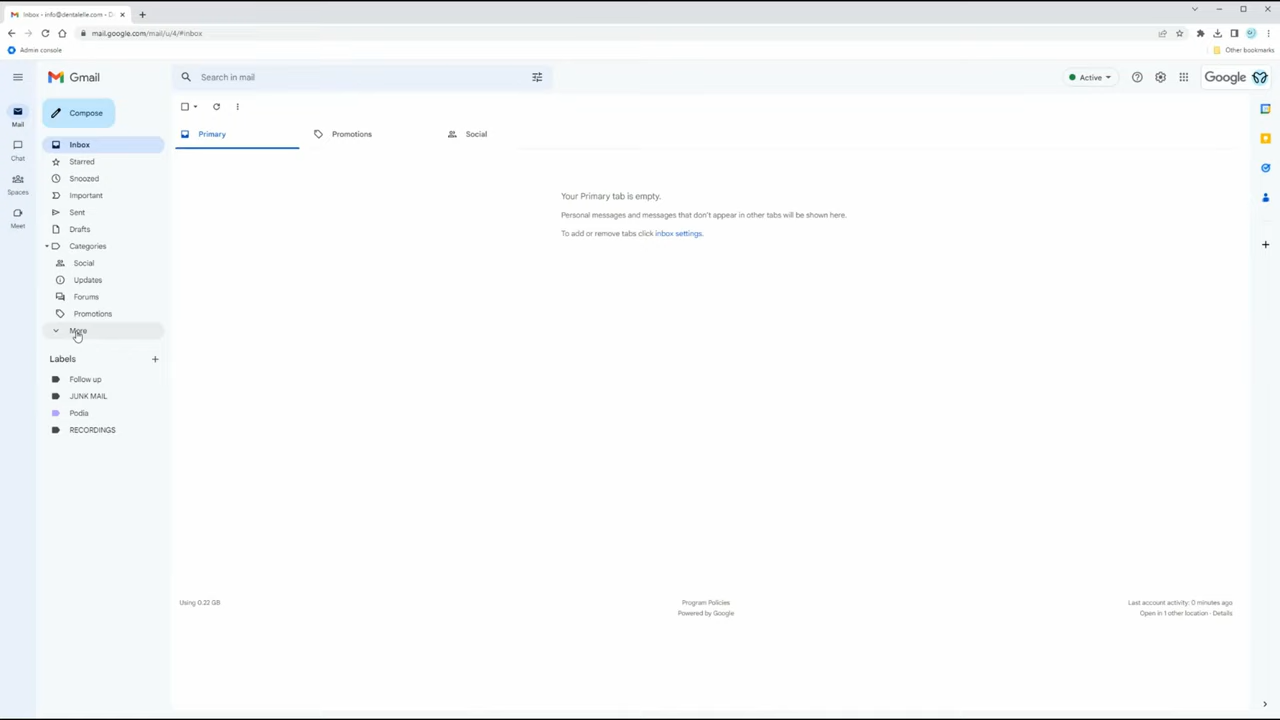 Inbox - info@dentalelle.com - D
mail.google.com/mail/u/4/#inbox
Admin console
Other bookmarks
Gmail
Search in mail
Active
Google
Mail
Chat
Spaces
Meet
Compose
Inbox
Starred
Snoozed
Important
Sent
Drafts
Categories
Social
Updates
Forums
Promotions
More
Labels
Follow up
JUNK MAIL
Podia
RECORDINGS
Primary
Promotions
Social
Your Primary tab is empty.
Personal messages and messages that don't appear in other tabs will be shown here.
To add or remove tabs click inbox settings.
Using 0.22 GB
Program Policies
Powered by Google
Last account activity: 0 minutes ago
Open in 1 other location · Details